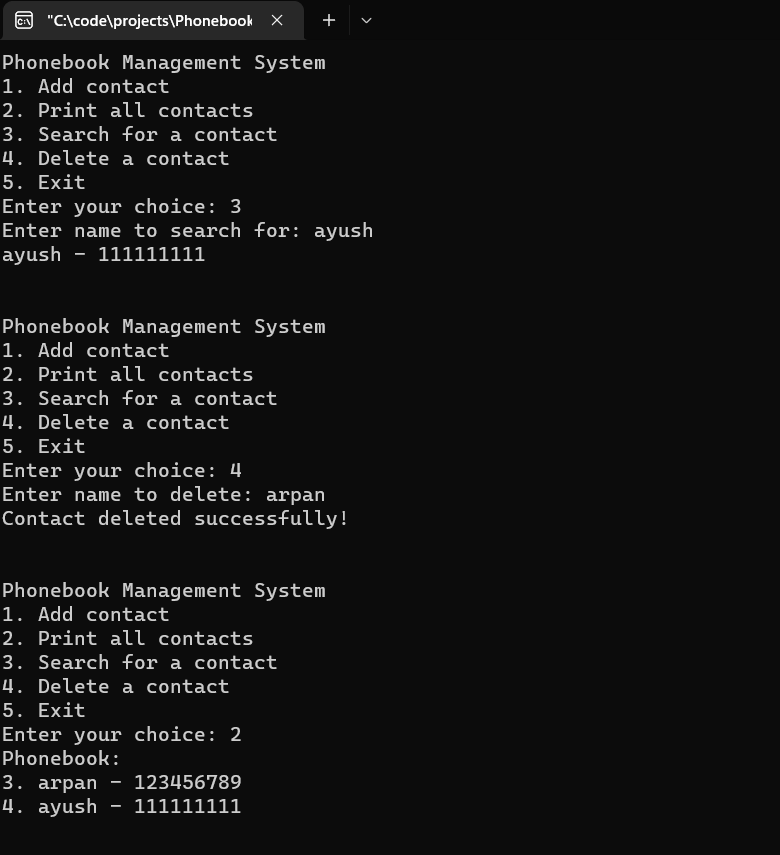 "C:\code\projects\Phonebook
Phonebook Management System
1. Add contact
2. Print all contacts
3. Search for a contact
4. Delete a contact
5. Exit
Enter your choice: 3
Enter name to search for: ayush
ayush - 111111111
Phonebook Management System
1. Add contact
2. Print all contacts
3. Search for a contact
4. Delete a contact
5. Exit
Enter your choice: 4
Enter name to delete: arpan
Contact deleted successfully!
Phonebook Management System
1. Add contact
2. Print all contacts
3. Search for a contact
4. Delete a contact
5. Exit
Enter your choice: 2
Phonebook:
3. arpan - 123456789
4. ayush - 111111111